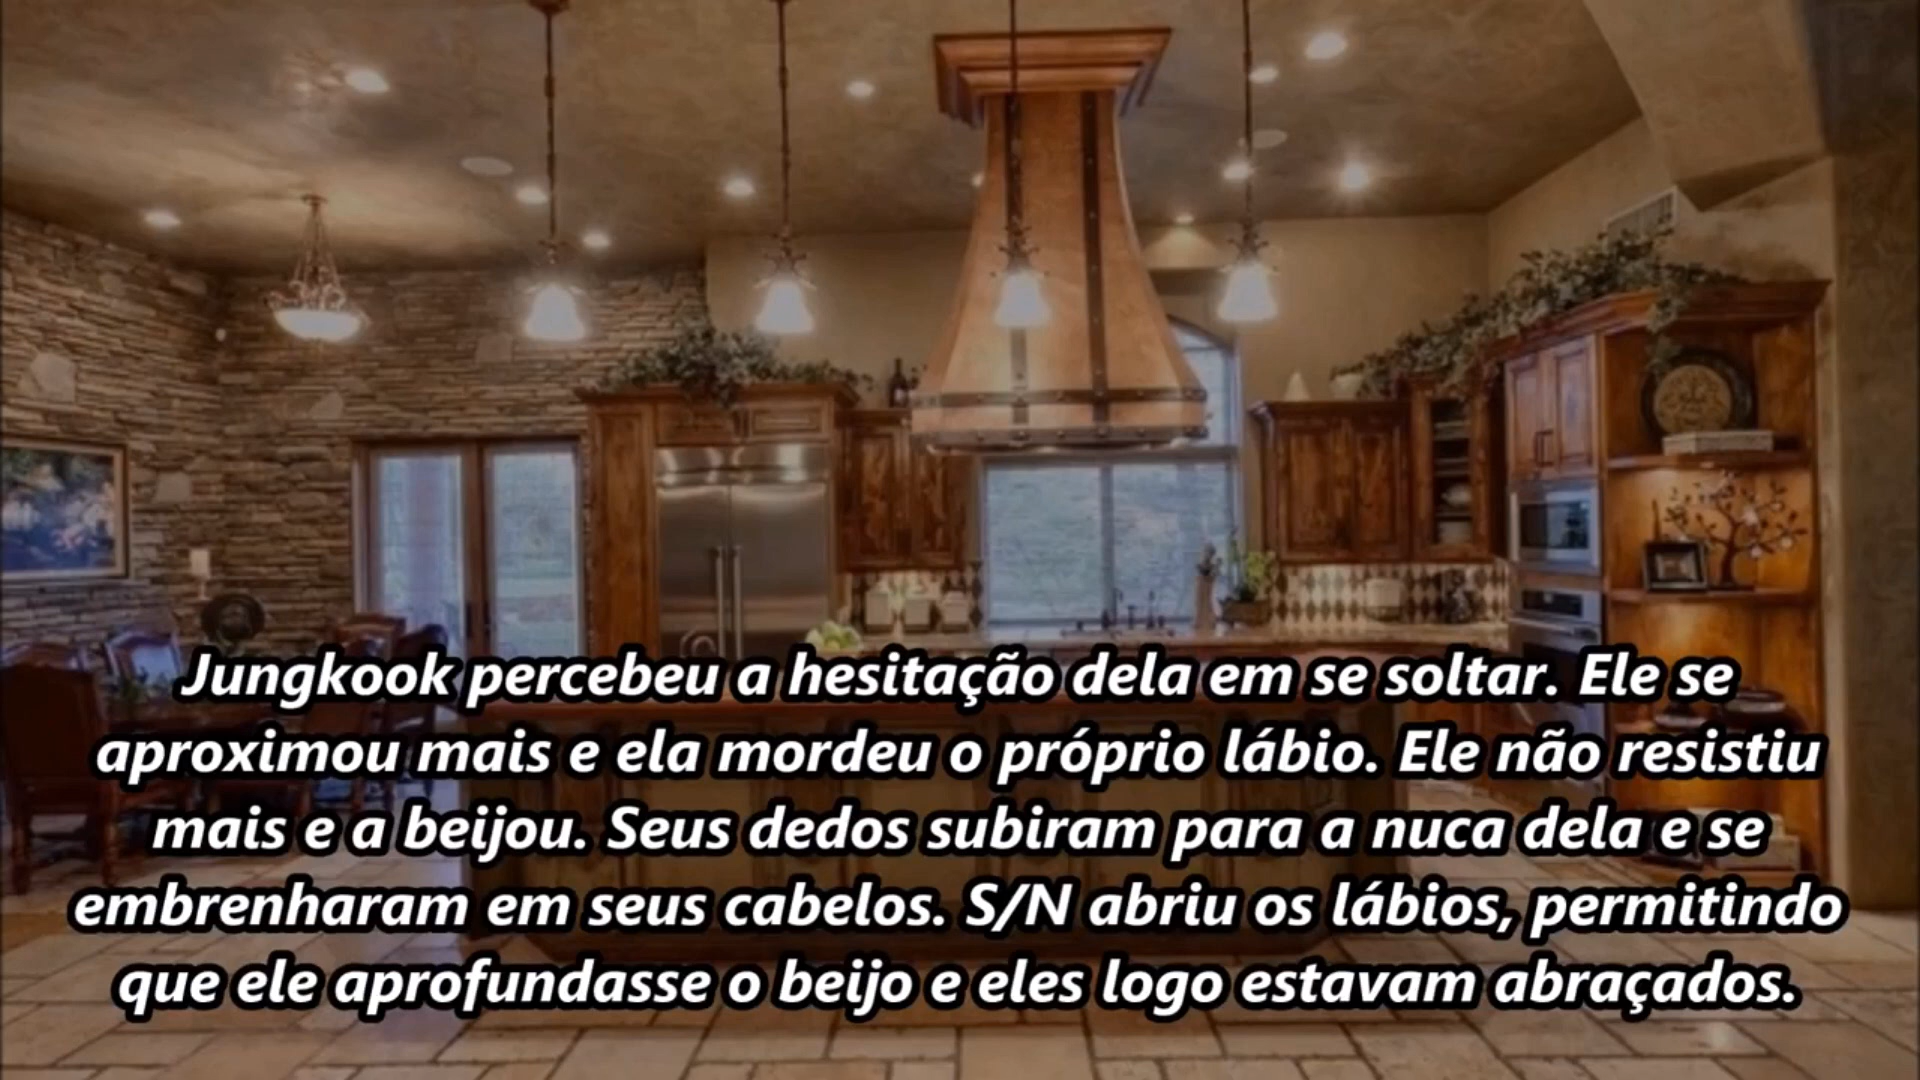 Jungkook percebeu a hesitação dela em se soltar. Ele se
aproximou mais e ela mordeu o próprio lábio. Ele não resistiu
mais e a beijou. Seus dedos subiram para a nuca dela e se
embrenharam em seus cabelos. S/N abriu os lábios, permitindo
que ele aprofundasse o beijo e eles logo estavam abraçados.